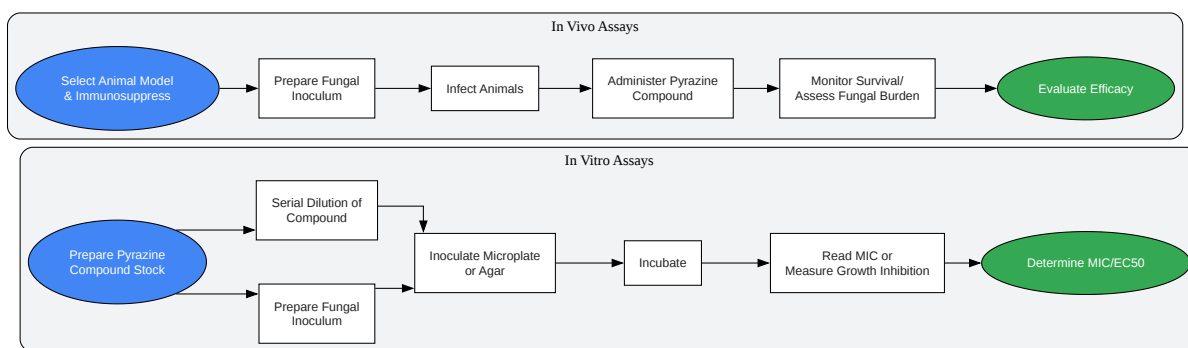 In Vivo Assays
Select Animal Model
& Immunosuppress
Prepare Fungal
Inoculum
Infect Animals
Administer Pyrazine
Compound
Monitor Survival/
Assess Fungal Burden
Evaluate Efficacy
In Vitro Assays
Prepare Pyrazine
Compound Stock
Serial Dilution of
Compound
Prepare Fungal
Inoculum
Inoculate Microplate
or Agar
Incubate
Read MIC or
Measure Growth Inhibition
Determine MIC/EC50